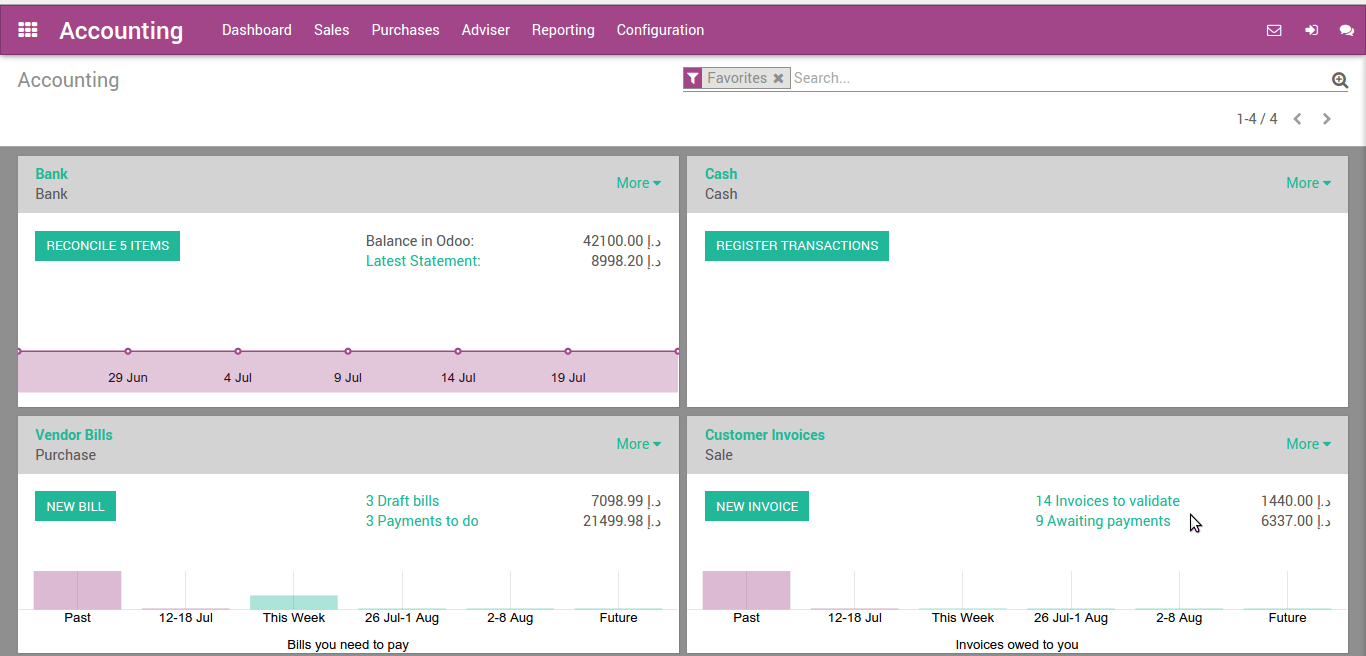 Accounting Dashboard Sales Purchases Adviser Reporting Configuration
Accounting
Favorites Search...
1-4 / 4
Bank
Bank
More
RECONCILE 5 ITEMS
Balance in Odoo: 42100.00 د.إ
Latest Statement: 8998.20 د.إ
29 Jun 4 Jul 9 Jul 14 Jul 19 Jul
Cash
Cash
More
REGISTER TRANSACTIONS
Vendor Bills
Purchase
More
NEW BILL
3 Draft bills 7098.99 د.إ
3 Payments to do 21499.98 د.إ
Past 12-18 Jul This Week 26 Jul-1 Aug 2-8 Aug Future
Bills you need to pay
Customer Invoices
Sale
More
NEW INVOICE
14 Invoices to validate 1440.00 د.إ
9 Awaiting payments 6337.00 د.إ
Past 12-18 Jul This Week 26 Jul-1 Aug 2-8 Aug Future
Invoices owed to you